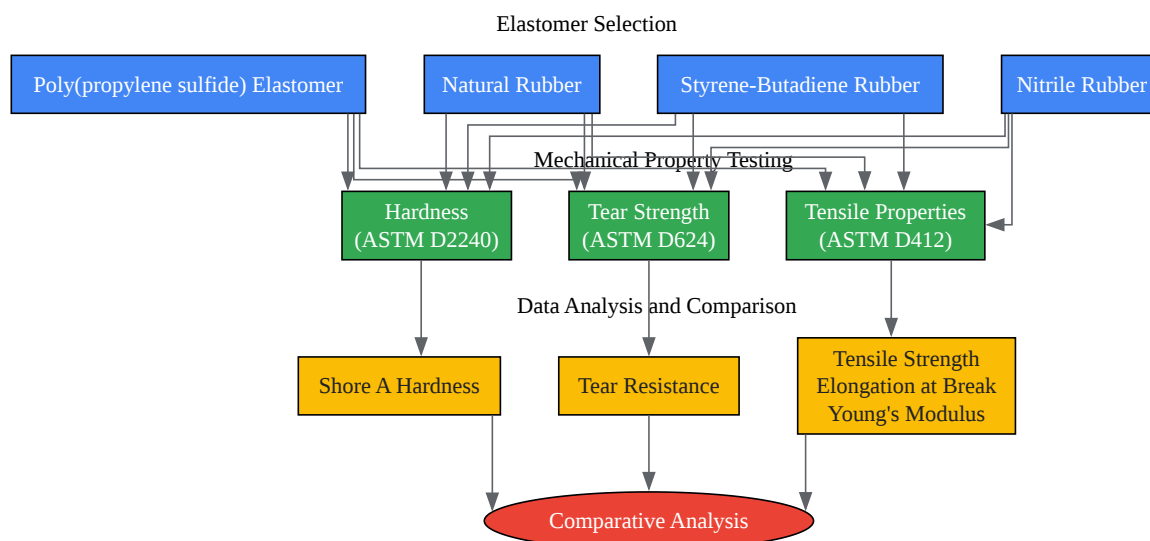 Elastomer Selection
Poly(propylene sulfide) Elastomer
Natural Rubber
Styrene-Butadiene Rubber
Nitrile Rubber
Mechanical Property Testing
Hardness
(ASTM D2240)
Tear Strength
(ASTM D624)
Tensile Properties
(ASTM D412)
Data Analysis and Comparison
Shore A Hardness
Tear Resistance
Tensile Strength
Elongation at Break
Young's Modulus
Comparative Analysis